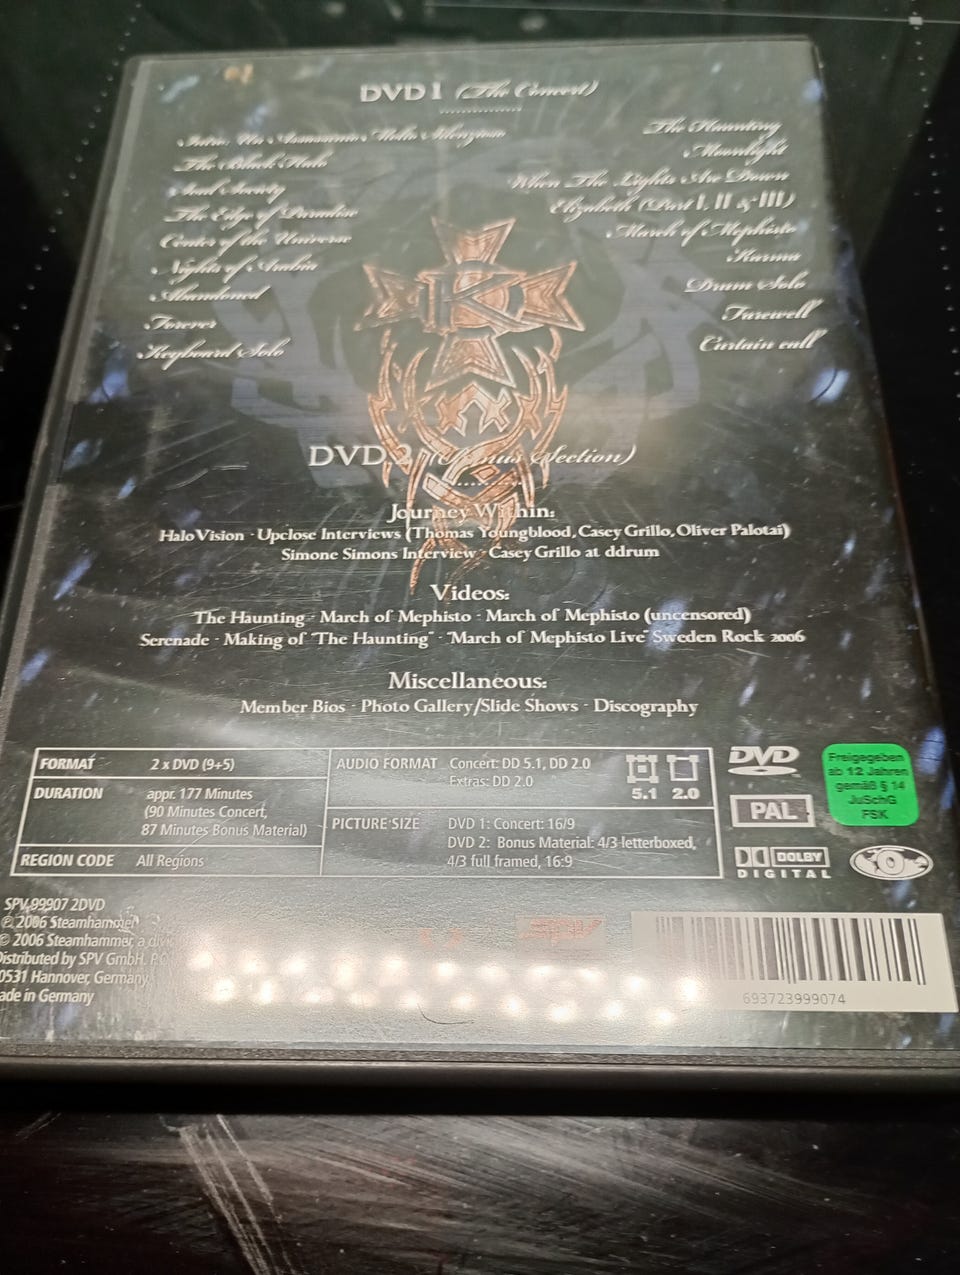 DVD 1 (The Concert)
Intro: Un Assassinio Molto Silenzioso
The Black Halo
Soul Society
The Edge of Paradise
Center of the Universe
Nights of Arabia
Abandoned
Forever
Keyboard Solo
The Haunting
Moonlight
When The Lights Are Down
Elizabeth (Part I, II & III)
March of Mephisto
Karma
Drum Solo
Farewell
Curtain call
K
DVD 2 (Bonus Section)
Journey Within:
Halo Vision · Upclose Interviews (Thomas Youngblood, Casey Grillo, Oliver Palotai)
Simone Simons Interview · Casey Grillo at ddrum
Videos:
The Haunting · March of Mephisto · March of Mephisto (uncensored)
Serenade · Making of "The Haunting" · "March of Mephisto Live" Sweden Rock 2006
Miscellaneous:
Member Bios · Photo Gallery/Slide Shows · Discography
FORMAT 2 x DVD (9+5)
DURATION appr. 177 Minutes
(90 Minutes Concert,
87 Minutes Bonus Material)
REGION CODE All Regions
AUDIO FORMAT Concert: DD 5.1, DD 2.0
Extras: DD 2.0
5.1 2.0
PICTURE SIZE DVD 1: Concert: 16/9
DVD 2: Bonus Material: 4/3 letterboxed,
4/3 full framed, 16:9
DVD
PAL
DOLBY
DIGITAL
Freigegeben
ab 12 Jahren
gemäß § 14
JuSchG
FSK
SPV 99907 2DVD
℗ 2006 Steamhammer
© 2006 Steamhammer, a divi
Distributed by SPV GmbH, P.O
0531 Hannover, Germany
ade in Germany
SPV
693723999074